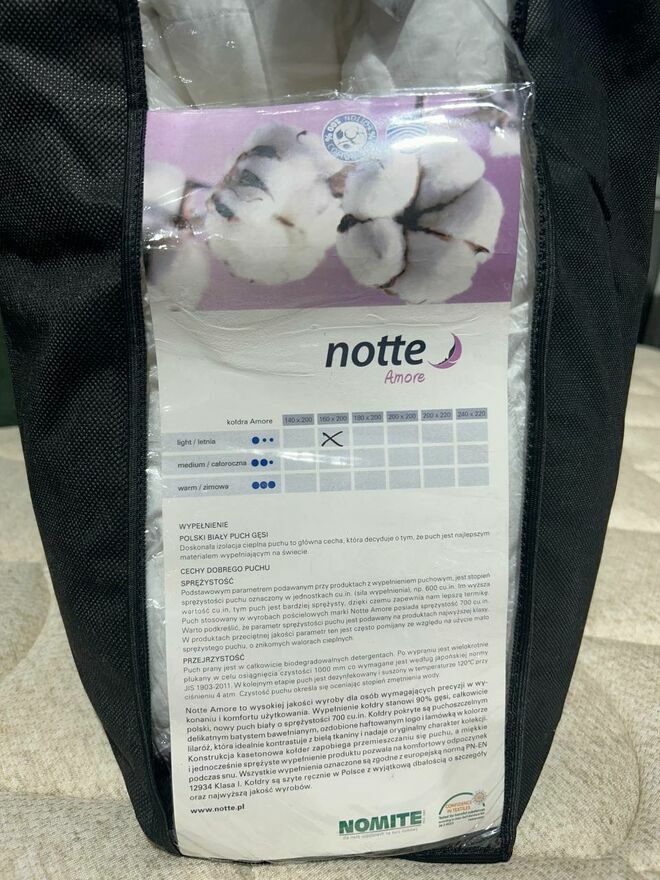 notte
Amore
kołdra Amore 140 x 200 160 x 200 180 x 200 200 x 200 200 x 220 240 x 220
light / letnia
medium / całoroczna
warm / zimowa
WYPEŁNIENIE
POLSKI BIAŁY PUCH GĘSI
Doskonała izolacja cieplna puchu to główna cecha, która decyduje o tym, że puch jest najlepszym
materiałem wypełniającym na świecie.
CECHY DOBREGO PUCHU
SPRĘŻYSTOŚĆ
Podstawowym parametrem podawanym przy produktach z wypełnieniem puchowym, jest stopień
sprężystości puchu oznaczony w jednostkach cu.in. (siła wypełnienia), np. 600 cu.in. Im wyższa
wartość cu.in, tym puch jest bardziej sprężysty, dzięki czemu zapewnia nam lepszą termikę.
Puch stosowany w wyrobach pościelowych marki Notte Amore posiada sprężystość 700 cu.in.
Warto podkreślić, że parametr sprężystości puchu jest podawany na produktach najwyższej klasy.
W produktach przeciętnej jakości parametr ten jest często pomijany ze względu na użycie mało
sprężystego puchu, o znikomych walorach cieplnych.
PRZEJRZYSTOŚĆ
Puch prany jest w całkowicie biodegradowalnych detergentach. Po wypraniu jest wielokrotnie
płukany w celu osiągnięcia czystości 1000 mm co wymagane jest według japońskiej normy
JIS 1903-2011. W kolejnym etapie puch jest dezynfekowany i suszony w temperaturze 120°C przy
ciśnieniu 4 atm. Czystość puchu określa się oceniając stopień zmętnienia wody.
Notte Amore to wysokiej jakości wyroby dla osób wymagających precyzji w wy-
konaniu i komfortu użytkowania. Wypełnienie kołdry stanowi 90% gęsi, całkowicie
polski, nowy puch biały o sprężystości 700 cu.in. Kołdry pokryte są puchoszczelnym
delikatnym batystem bawełnianym, ozdobione haftowanym logo i lamówką w kolorze
lilaróż, która idealnie kontrastuje z bielą tkaniny i nadaje oryginalny charakter kolekcji.
Konstrukcja kasetonowa kołder zapobiega przemieszczaniu się puchu, a miękkie
i jednocześnie sprężyste wypełnienie produktu pozwala na komfortowy odpoczynek
podczas snu. Wszystkie wypełnienia oznaczone są zgodne z europejską normą PN-EN
12934 Klasa I. Kołdry są szyte ręcznie w Polsce z wyjątkową dbałością o szczegóły
oraz najwyższą jakość wyrobów.
www.notte.pl
NOMITE
CONFIDENCE
IN TEXTILES